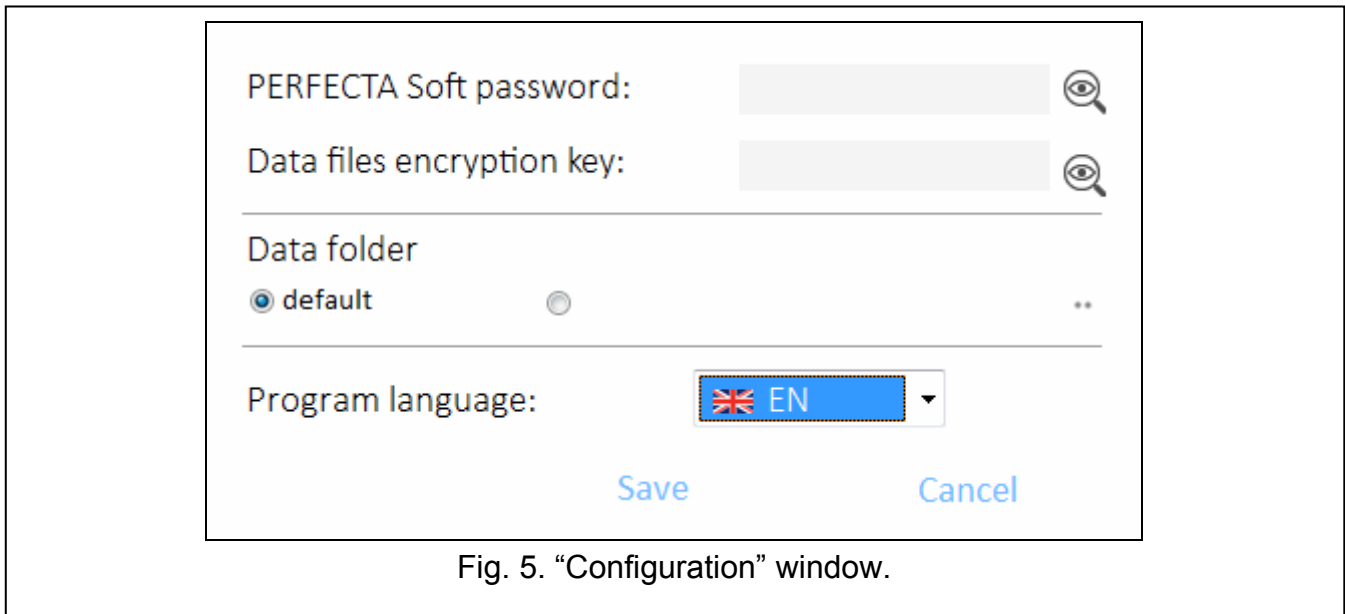 PERFECTA Soft password:
Data files encryption key:
Data folder
default
..
Program language: EN
Save Cancel
Fig. 5. “Configuration” window.